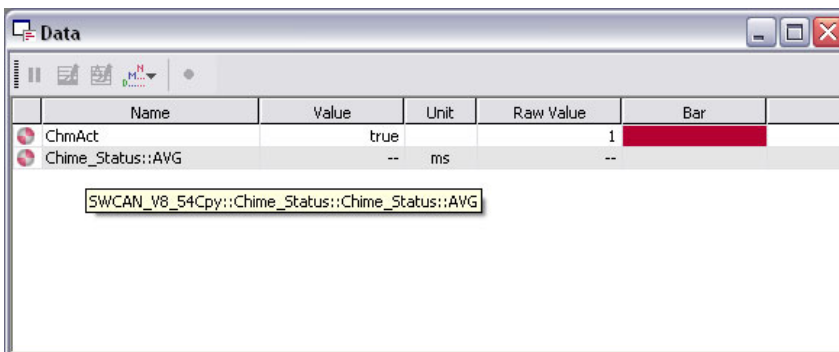 Data
Name Value Unit Raw Value Bar
ChmAct true 1
Chime_Status::AVG -- ms --
SWCAN_V8_54Cpy::Chime_Status::Chime_Status::AVG